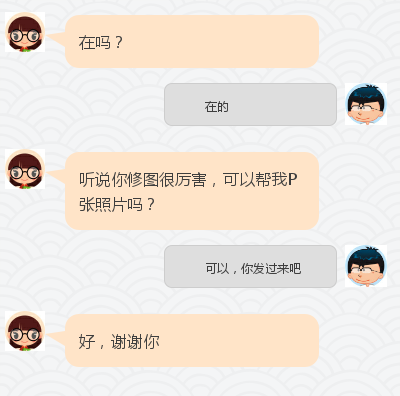 在吗？
在的
听说你修图很厉害，可以帮我P
张照片吗？
可以，你发过来吧
好，谢谢你